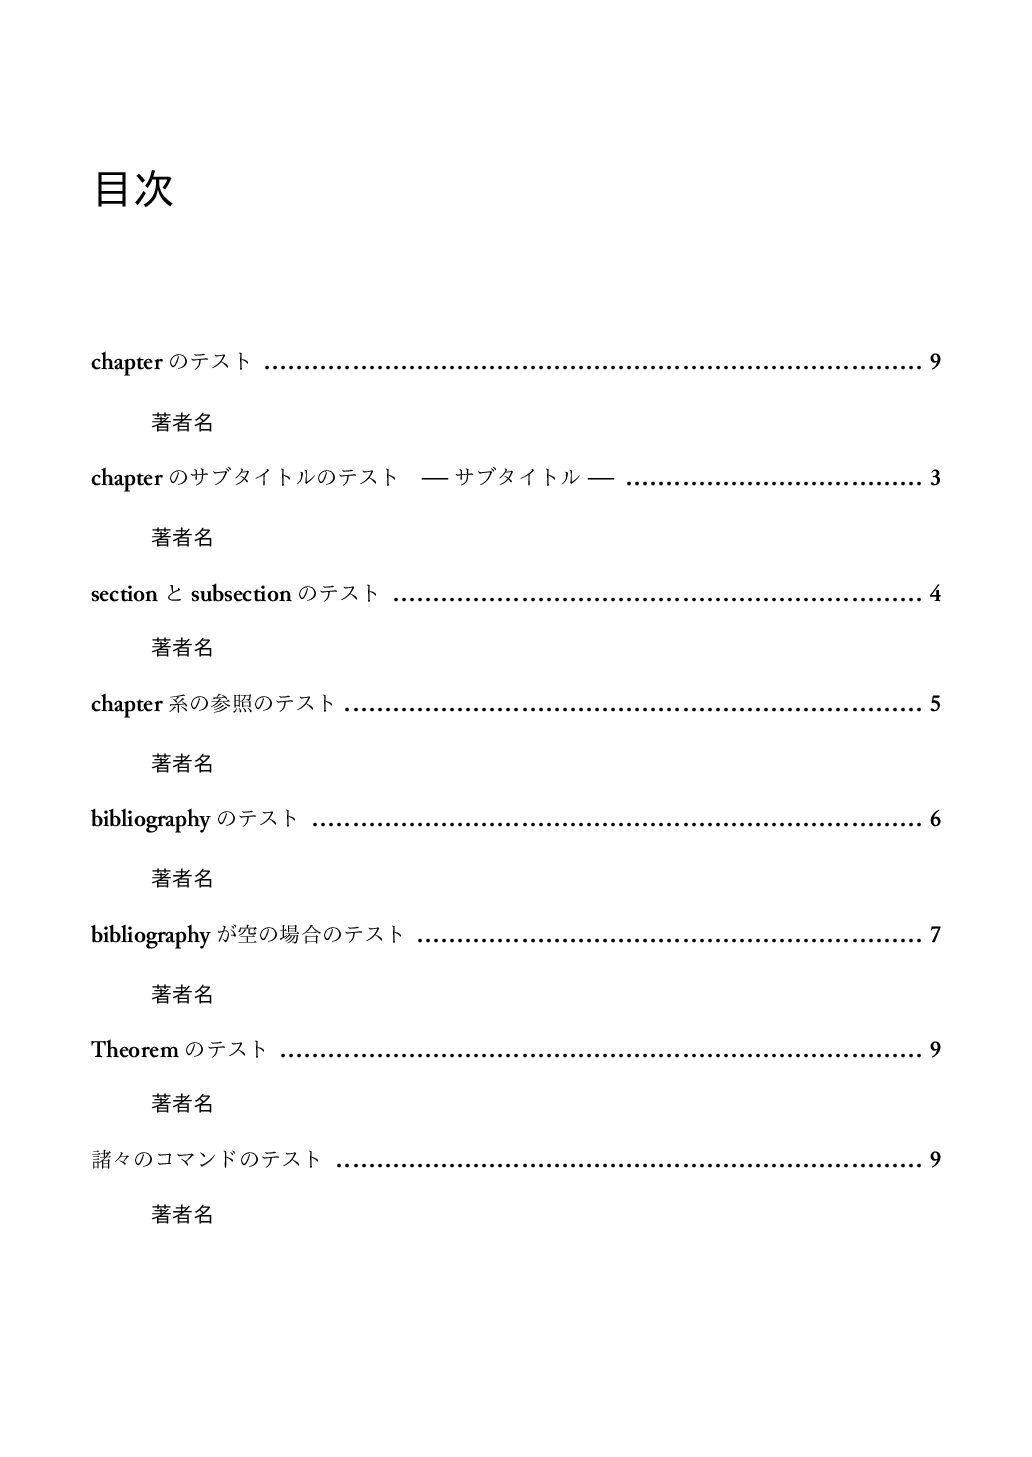 目次
chapter のテスト ................................................................................ 9
著者名
chapter のサブタイトルのテスト　― サブタイトル ― ..................................... 3
著者名
section と subsection のテスト ................................................................. 4
著者名
chapter 系の参照のテスト ....................................................................... 5
著者名
bibliography のテスト ........................................................................... 6
著者名
bibliography が空の場合のテスト .............................................................. 7
著者名
Theorem のテスト ............................................................................... 9
著者名
諸々のコマンドのテスト ........................................................................ 9
著者名